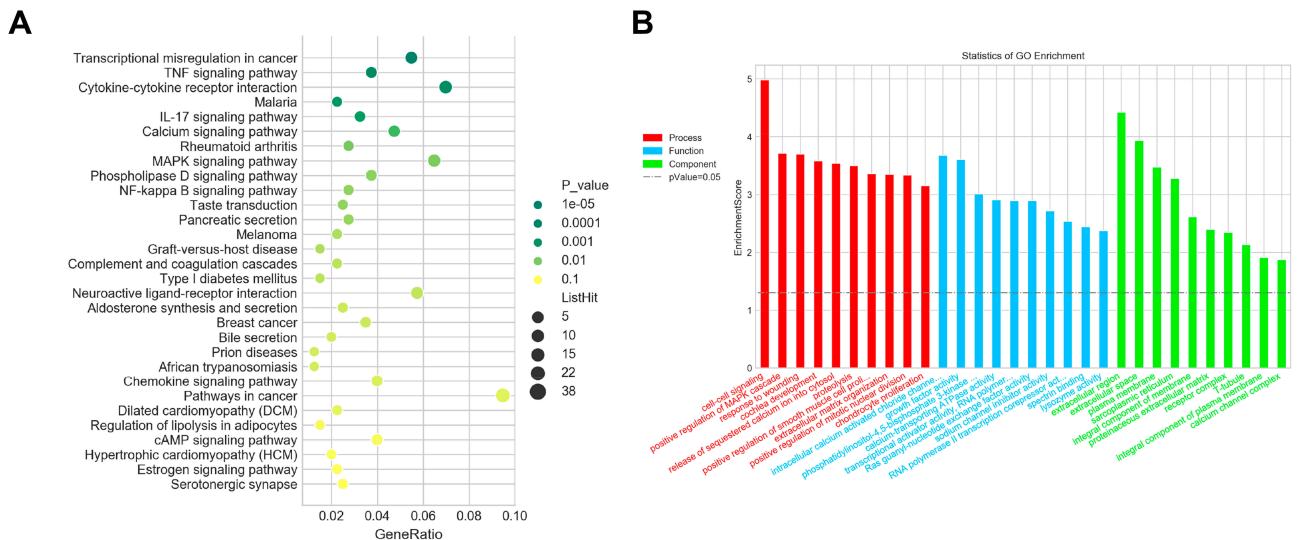 A
Transcriptional misregulation in cancer
TNF signaling pathway
Cytokine-cytokine receptor interaction
Malaria
IL-17 signaling pathway
Calcium signaling pathway
Rheumatoid arthritis
MAPK signaling pathway
Phospholipase D signaling pathway
NF-kappa B signaling pathway
Taste transduction
Pancreatic secretion
Melanoma
Graft-versus-host disease
Complement and coagulation cascades
Type I diabetes mellitus
Neuroactive ligand-receptor interaction
Aldosterone synthesis and secretion
Breast cancer
Bile secretion
Prion diseases
African trypanosomiasis
Chemokine signaling pathway
Pathways in cancer
Dilated cardiomyopathy (DCM)
Regulation of lipolysis in adipocytes
cAMP signaling pathway
Hypertrophic cardiomyopathy (HCM)
Estrogen signaling pathway
Serotonergic synapse
0.02 0.04 0.06 0.08 0.10
GeneRatio
P_value
1e-05
0.0001
0.001
0.01
0.1
ListHit
5
10
15
22
38
B
Statistics of GO Enrichment
Process
Function
Component
pValue=0.05
EnrichmentScore
5
4
3
2
1
0
cell-cell signaling
positive regulation of MAPK cascade
response to wounding
cochlea development
release of sequestered calcium ion into cytosol
proteolysis
positive regulation of smooth muscle cell proli...
extracellular matrix organization
positive regulation of mitotic nuclear division
chondrocyte proliferation
intracellular calcium activated chloride channe...
growth factor activity
phosphatidylinositol-4,5-bisphosphate 3-kinase ...
calcium-transporting ATPase activity
transcriptional activator activity, RNA polymer...
Ras guanyl-nucleotide exchange factor activity
sodium channel inhibitor activity
RNA polymerase II transcription corepressor act...
spectrin binding
lysozyme activity
extracellular region
extracellular space
plasma membrane
sarcoplasmic reticulum
integral component of membrane
proteinaceous extracellular matrix
receptor complex
T-tubule
integral component of plasma membrane
calcium channel complex